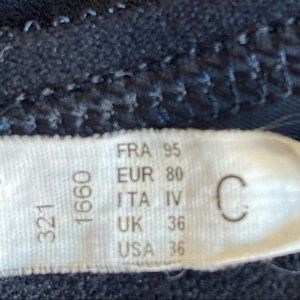 FRA 95
EUR 80
ITA IV
UK 36
USA 36
C
321
1660